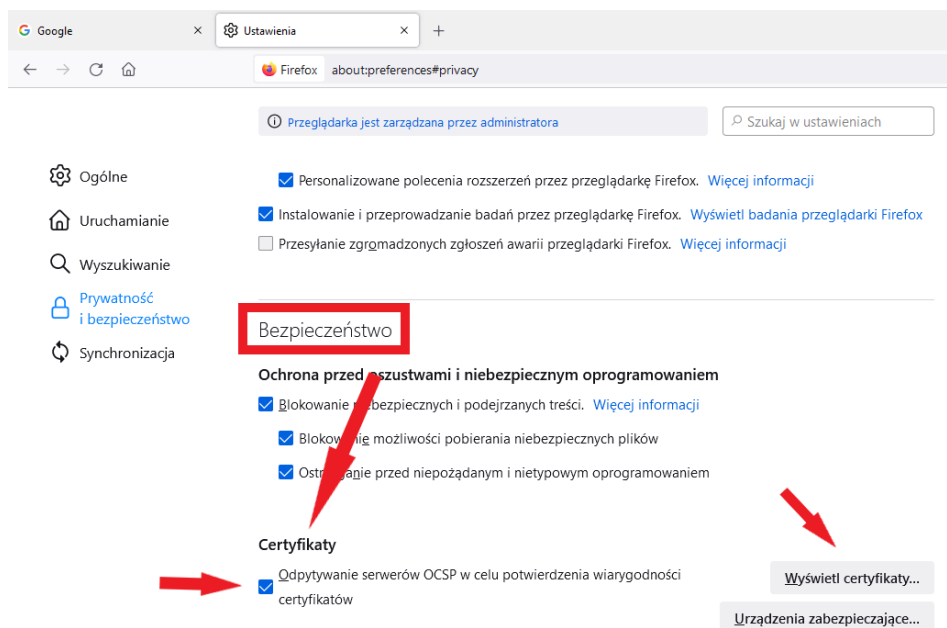 Google
Ustawienia
Firefox about:preferences#privacy
Przeglądarka jest zarządzana przez administratora
Szukaj w ustawieniach
Ogólne
Uruchamianie
Wyszukiwanie
Prywatność
i bezpieczeństwo
Synchronizacja
Personalizowane polecenia rozszerzeń przez przeglądarkę Firefox. Więcej informacji
Instalowanie i przeprowadzanie badań przez przeglądarkę Firefox. Wyświetl badania przeglądarki Firefox
Przesyłanie zgromadzonych zgłoszeń awarii przeglądarki Firefox. Więcej informacji
Bezpieczeństwo
Ochrona przed oszustwami i niebezpiecznym oprogramowaniem
Blokowanie niebezpiecznych i podejrzanych treści. Więcej informacji
Blokowanie możliwości pobierania niebezpiecznych plików
Ostrzeganie przed niepożądanym i nietypowym oprogramowaniem
Certyfikaty
Odpytywanie serwerów OCSP w celu potwierdzenia wiarygodności
certyfikatów
Wyświetl certyfikaty...
Urządzenia zabezpieczające...